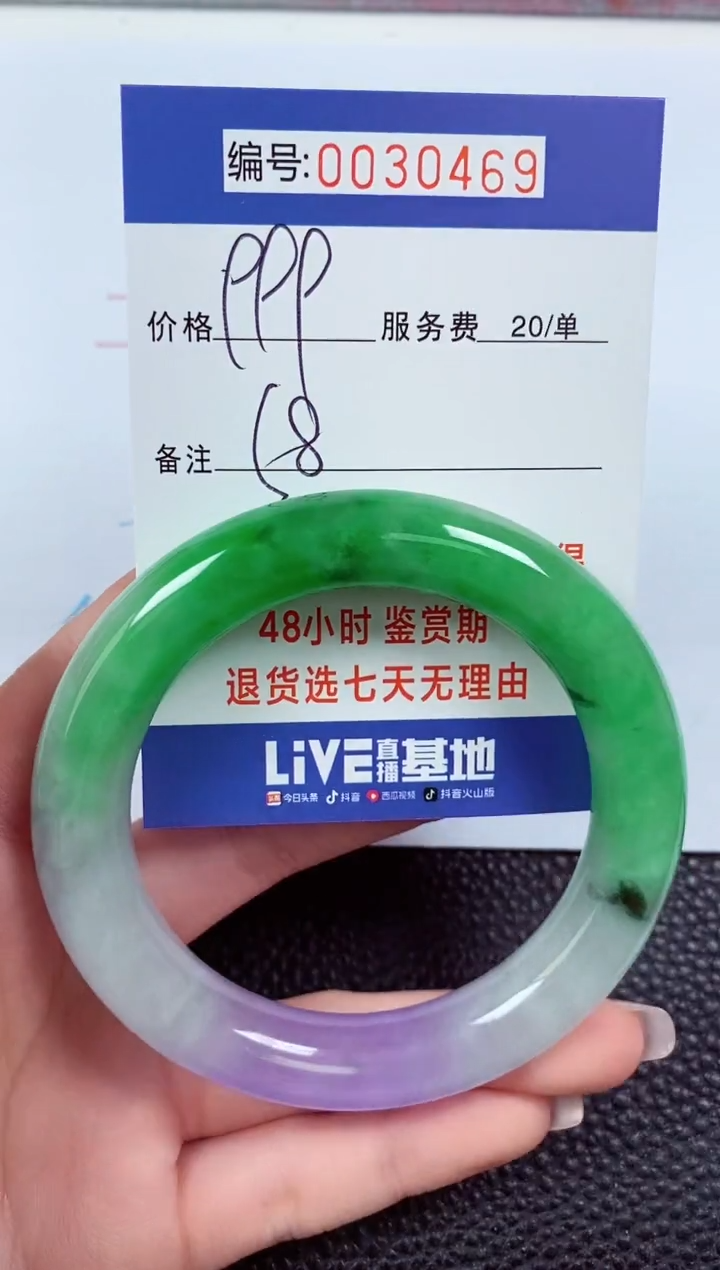 编号:0030469
价格 PPP 服务费 20/单
备注 58
48小时 鉴赏期
退货选七天无理由
LiVE直播基地
今日头条 抖音 西瓜视频 抖音火山版